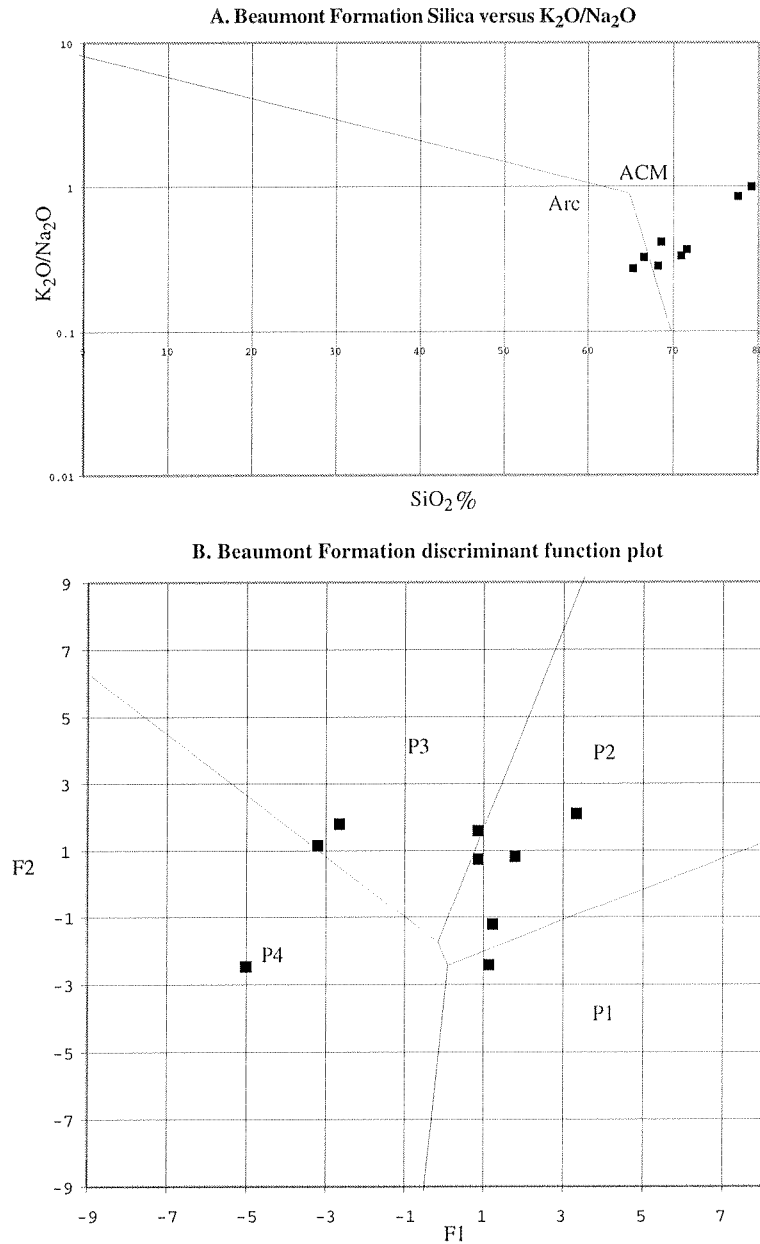 A. Beaumont Formation Silica versus K₂O/Na₂O
10
ACM
1
Arc
K₂O/Na₂O
0.1
0 10 20 30 40 50 60 70 80
0.01
SiO₂%
B. Beaumont Formation discriminant function plot
9
7
5
P3 P2
3
F2 1
-1
P4
-3
P1
-5
-7
-9
-9 -7 -5 -3 -1 1 3 5 7
F1